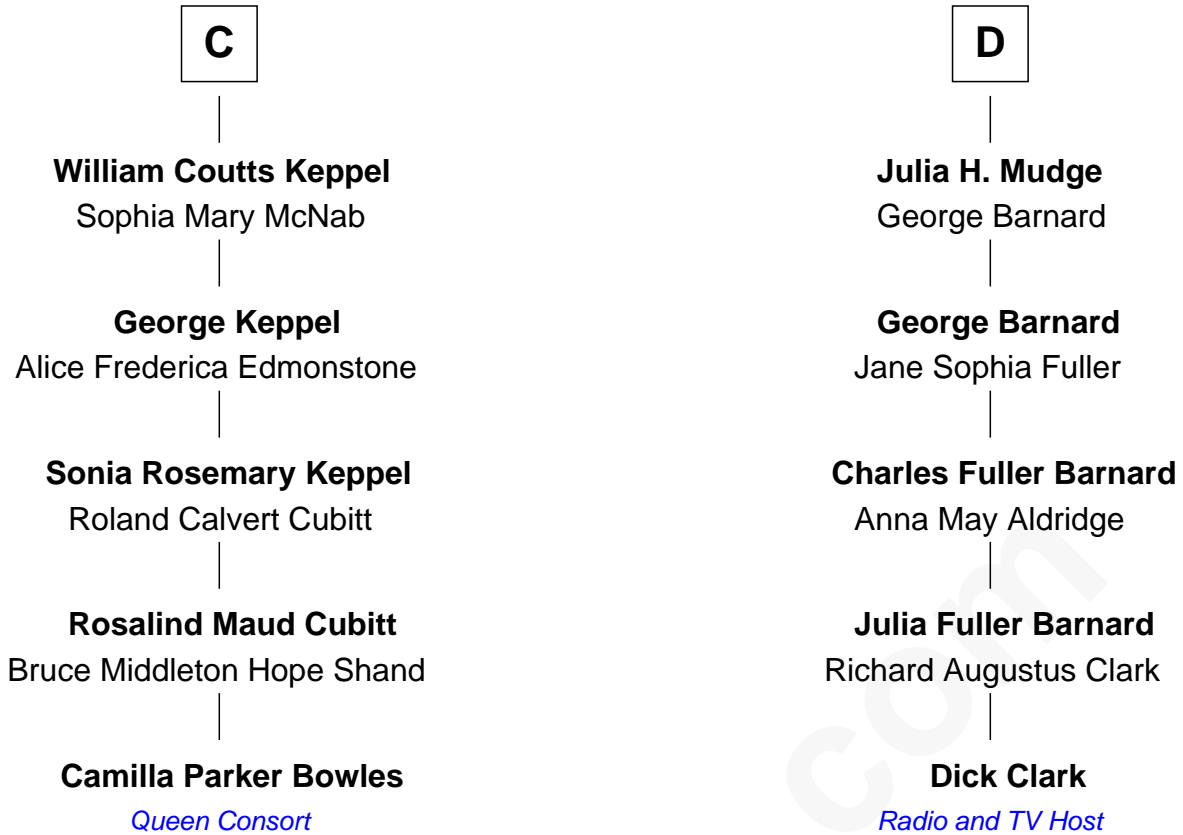 C
William Coutts Keppel
Sophia Mary McNab
George Keppel
Alice Frederica Edmonstone
Sonia Rosemary Keppel
Roland Calvert Cubitt
Rosalind Maud Cubitt
Bruce Middleton Hope Shand
Camilla Parker Bowles
Queen Consort
D
Julia H. Mudge
George Barnard
George Barnard
Jane Sophia Fuller
Charles Fuller Barnard
Anna May Aldridge
Julia Fuller Barnard
Richard Augustus Clark
Dick Clark
Radio and TV Host
com